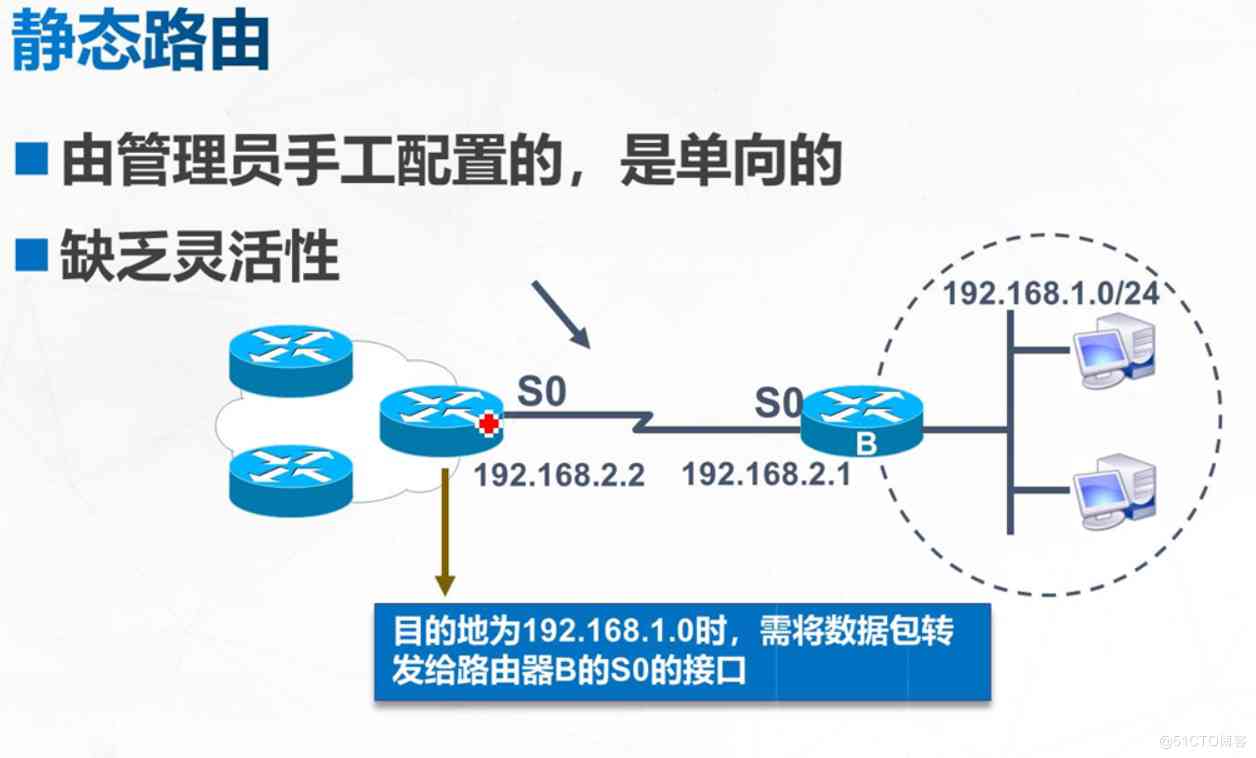 静态路由
由管理员手工配置的，是单向的
缺乏灵活性
192.168.1.0/24
S0
S0
B
192.168.2.2
192.168.2.1
目的地为192.168.1.0时，需将数据包转
发给路由器B的S0的接口
@51CTO博客